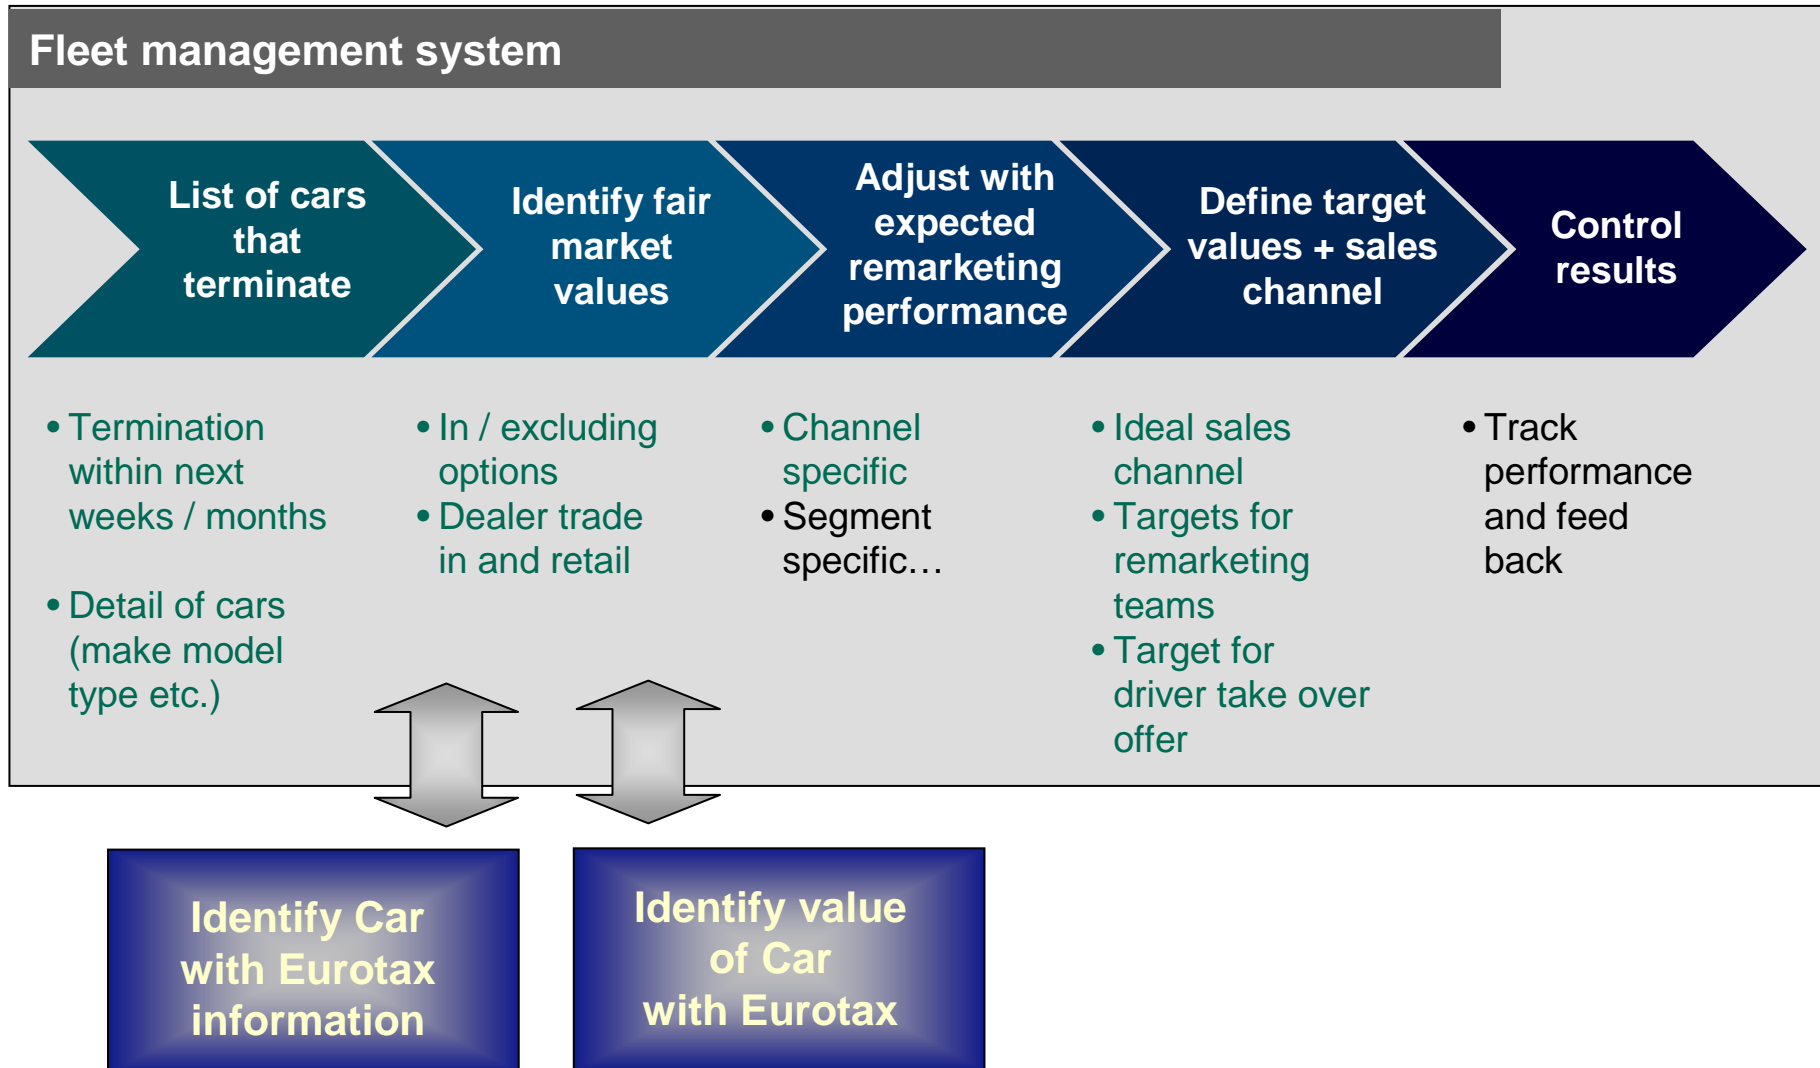 Fleet management system
List of cars
that
terminate
Identify fair
market
values
Adjust with
expected
remarketing
performance
Define target
values + sales
channel
Control
results
• Termination
within next
weeks / months
• Detail of cars
(make model
type etc.)
• In / excluding
options
• Dealer trade
in and retail
• Channel
specific
• Segment
specific…
• Ideal sales
channel
• Targets for
remarketing
teams
• Target for
driver take over
offer
• Track
performance
and feed
back
Identify Car
with Eurotax
information
Identify value
of Car
with Eurotax